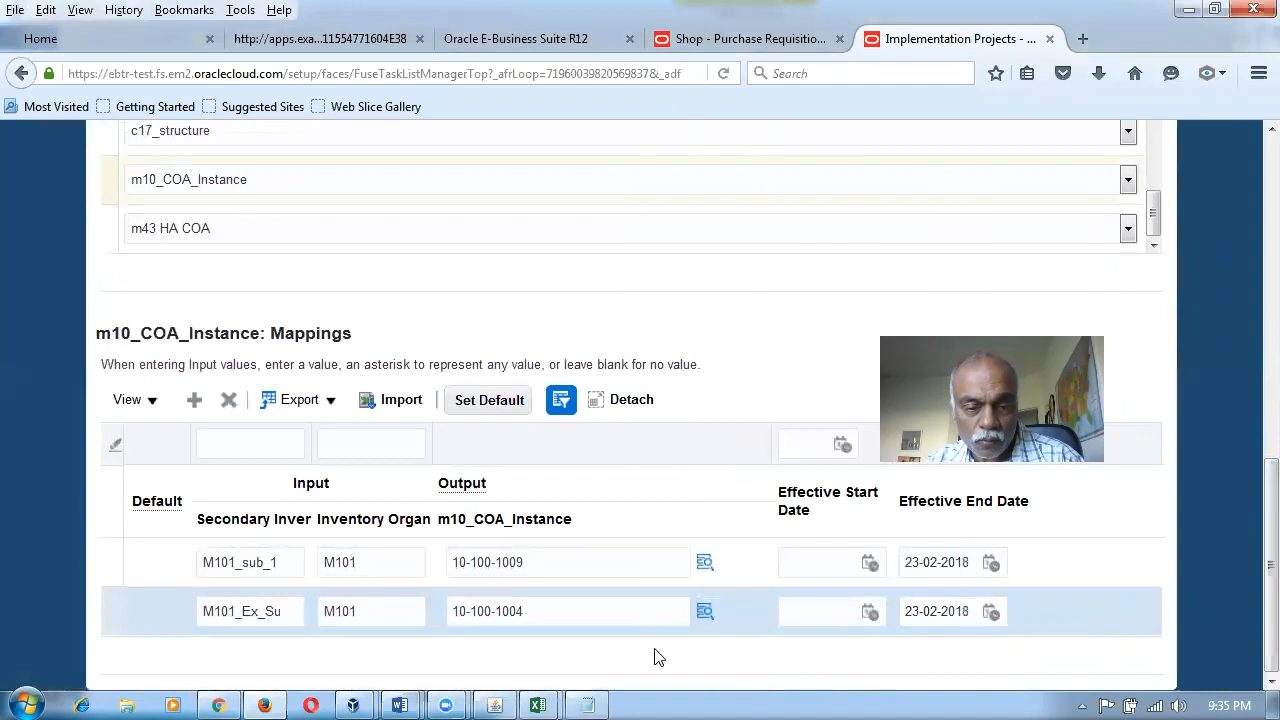 File Edit View History Bookmarks Tools Help
Home
http://apps.exa...11554771604E38
Oracle E-Business Suite R12
Shop - Purchase Requisitio...
Implementation Projects - ...
https://ebtr-test.fs.em2.oraclecloud.com/setup/faces/FuseTaskListManagerTop?_afrLoop=71960039820569837&_adf
Search
Most Visited Getting Started Suggested Sites Web Slice Gallery
c17_structure
m10_COA_Instance
m43 HA COA
m10_COA_Instance: Mappings
When entering Input values, enter a value, an asterisk to represent any value, or leave blank for no value.
View Export Import Set Default Detach
Default
Input
Output
Effective Start Date
Effective End Date
Secondary Inver Inventory Organ m10_COA_Instance
M101_sub_1 M101 10-100-1009 23-02-2018
M101_Ex_Su M101 10-100-1004 23-02-2018
9:35 PM